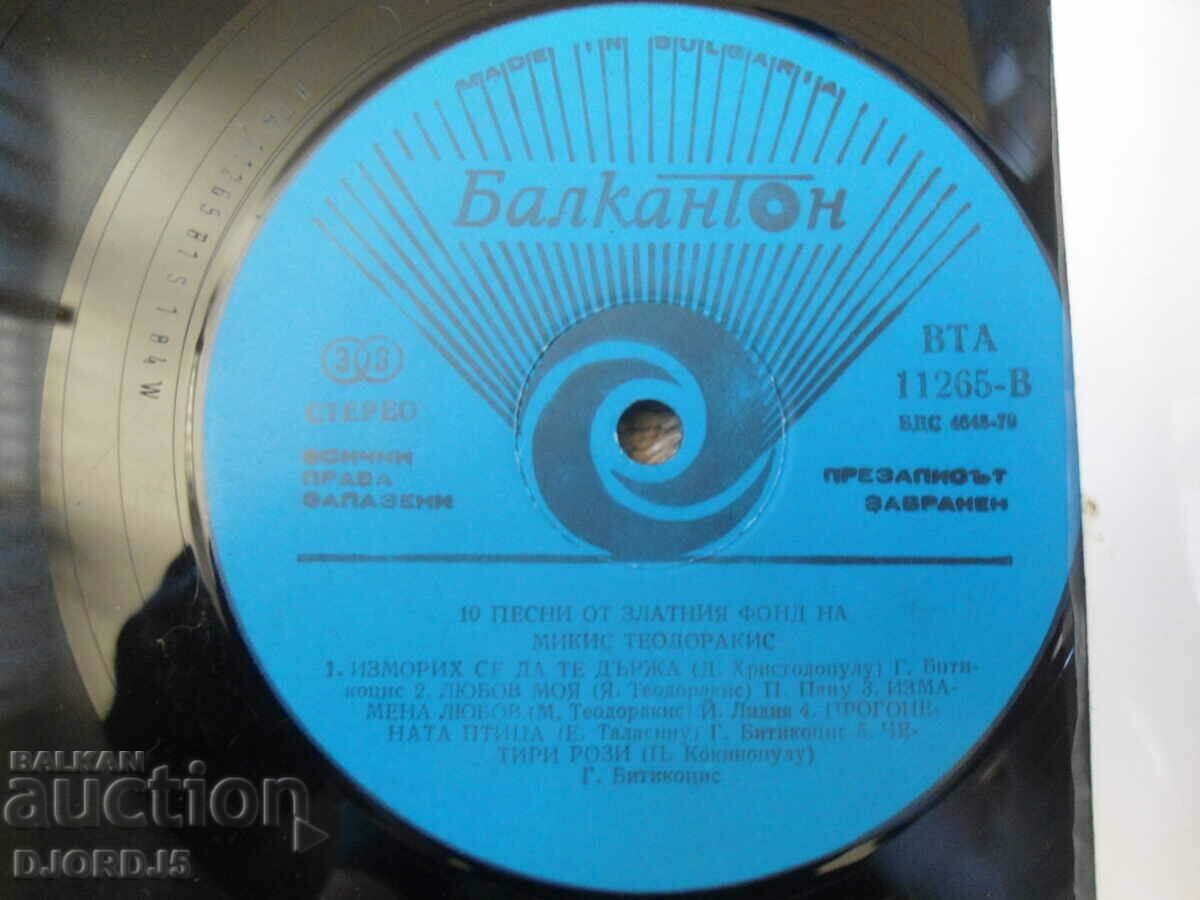 MADE IN BULGARIA
Балкантон
33
СТЕРЕО
ВСИЧКИ
ПРАВА
ЗАПАЗЕНИ
ВТА
11265-В
БДС 4645-79
ПРЕЗАПИСЪТ
ЗАБРАНЕН
10 ПЕСНИ ОТ ЗЛАТНИЯ ФОНД НА
МИКИС ТЕОДОРАКИС
1. ИЗМОРИХ СЕ ДА ТЕ ДЪРЖА (Д. Христодопулу) Г. Бити-
коцис 2. ЛЮБОВ МОЯ (Я. Теодоракис) П. Пану 3. ИЗМА-
МЕНА ЛЮБОВ (М. Теодоракис) Й. Лидия 4. ПРОГОНЕ-
НАТА ПТИЦА (Е. Таласину) Г. Битикоцис 5. ЧЕ-
ТИРИ РОЗИ (П. Кокинопулу)
Г. Битикоцис
BALKAN
auction
DJORDJ5